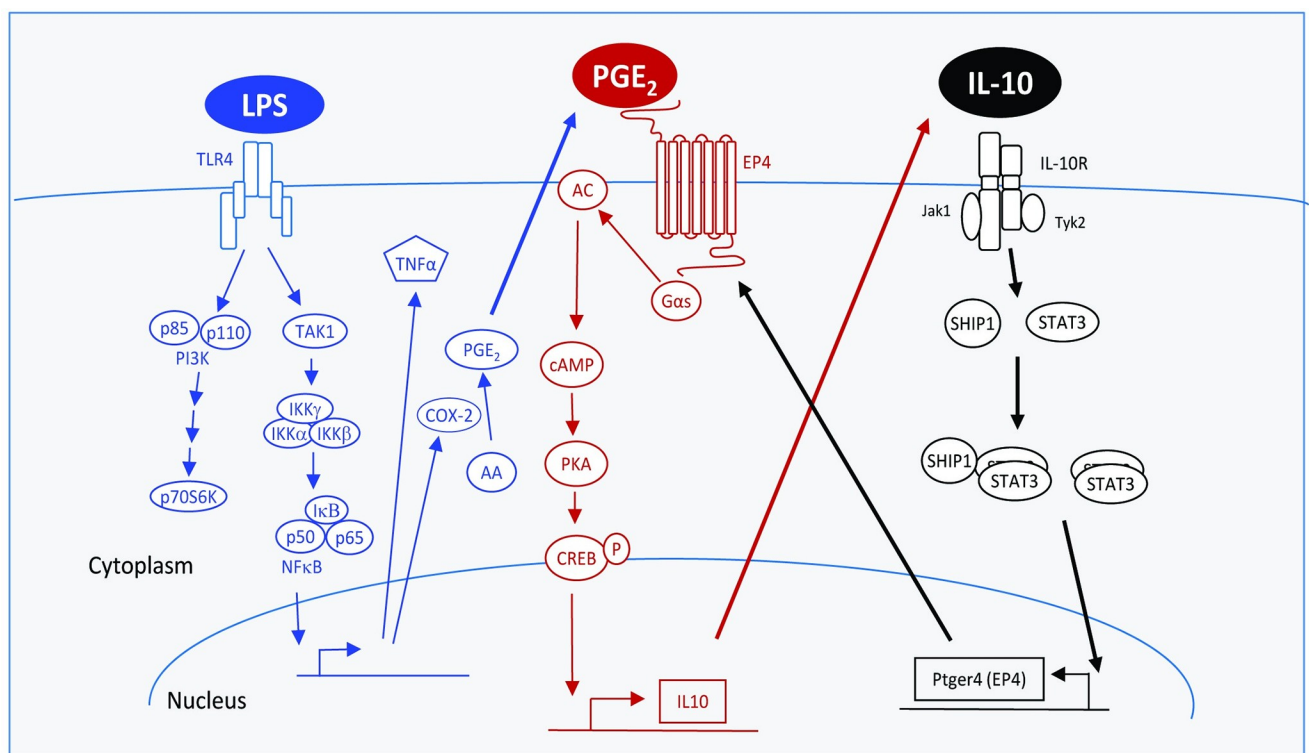 LPS
TLR4
p85
p110
PI3K
p70S6K
TAK1
IKKγ
IKKα
IKKβ
IκB
p50
p65
NFκB
TNFα
COX-2
AA
PGE₂
PGE₂
EP4
AC
Gαs
cAMP
PKA
CREB
P
IL10
IL-10
IL-10R
Jak1
Tyk2
SHIP1
STAT3
SHIP1
STAT3
STAT3
Ptger4 (EP4)
Cytoplasm
Nucleus